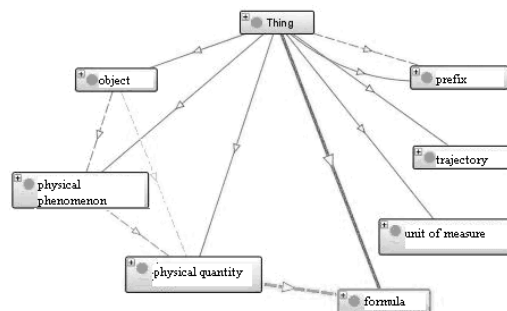 Thing
object
prefix
trajectory
physical
phenomenon
unit of measure
physical quantity
formula